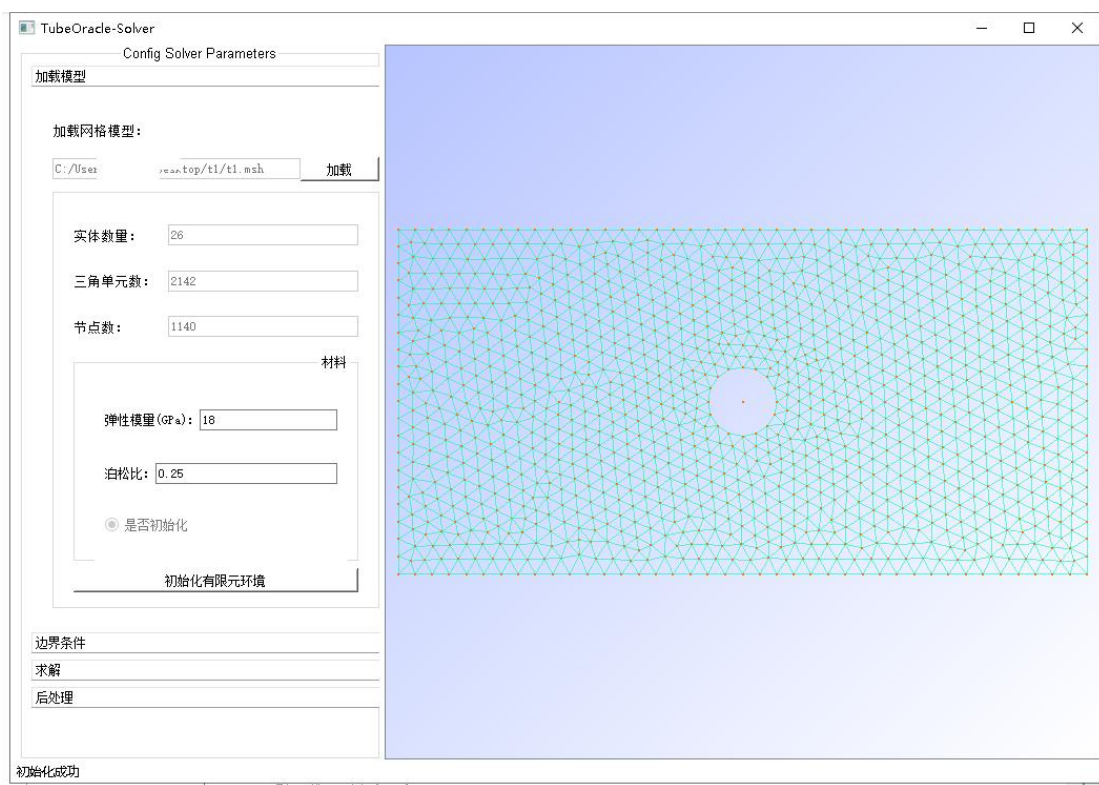 TubeOracle-Solver
Config Solver Parameters
加载模型
加载网格模型:
C:/User top/t1/t1.msh
加载
实体数量: 26
三角单元数: 2142
节点数: 1140
材料
弹性模量(GPa): 18
泊松比: 0.25
是否初始化
初始化有限元环境
边界条件
求解
后处理
初始化成功